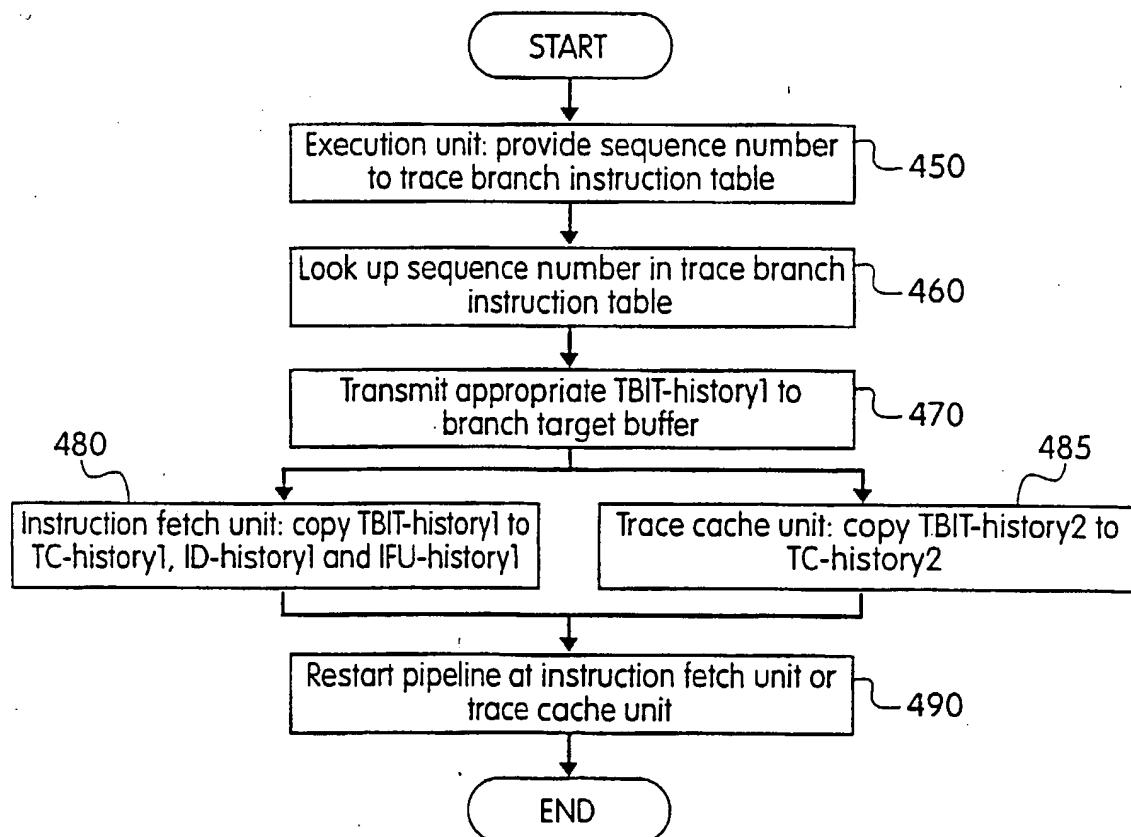 START
Execution unit: provide sequence number
to trace branch instruction table
450
Look up sequence number in trace branch
instruction table
460
Transmit appropriate TBIT-history1 to
branch target buffer
470
480
485
Instruction fetch unit: copy TBIT-history1 to
TC-history1, ID-history1 and IFU-history1
Trace cache unit: copy TBIT-history2 to
TC-history2
Restart pipeline at instruction fetch unit or
trace cache unit
490
END